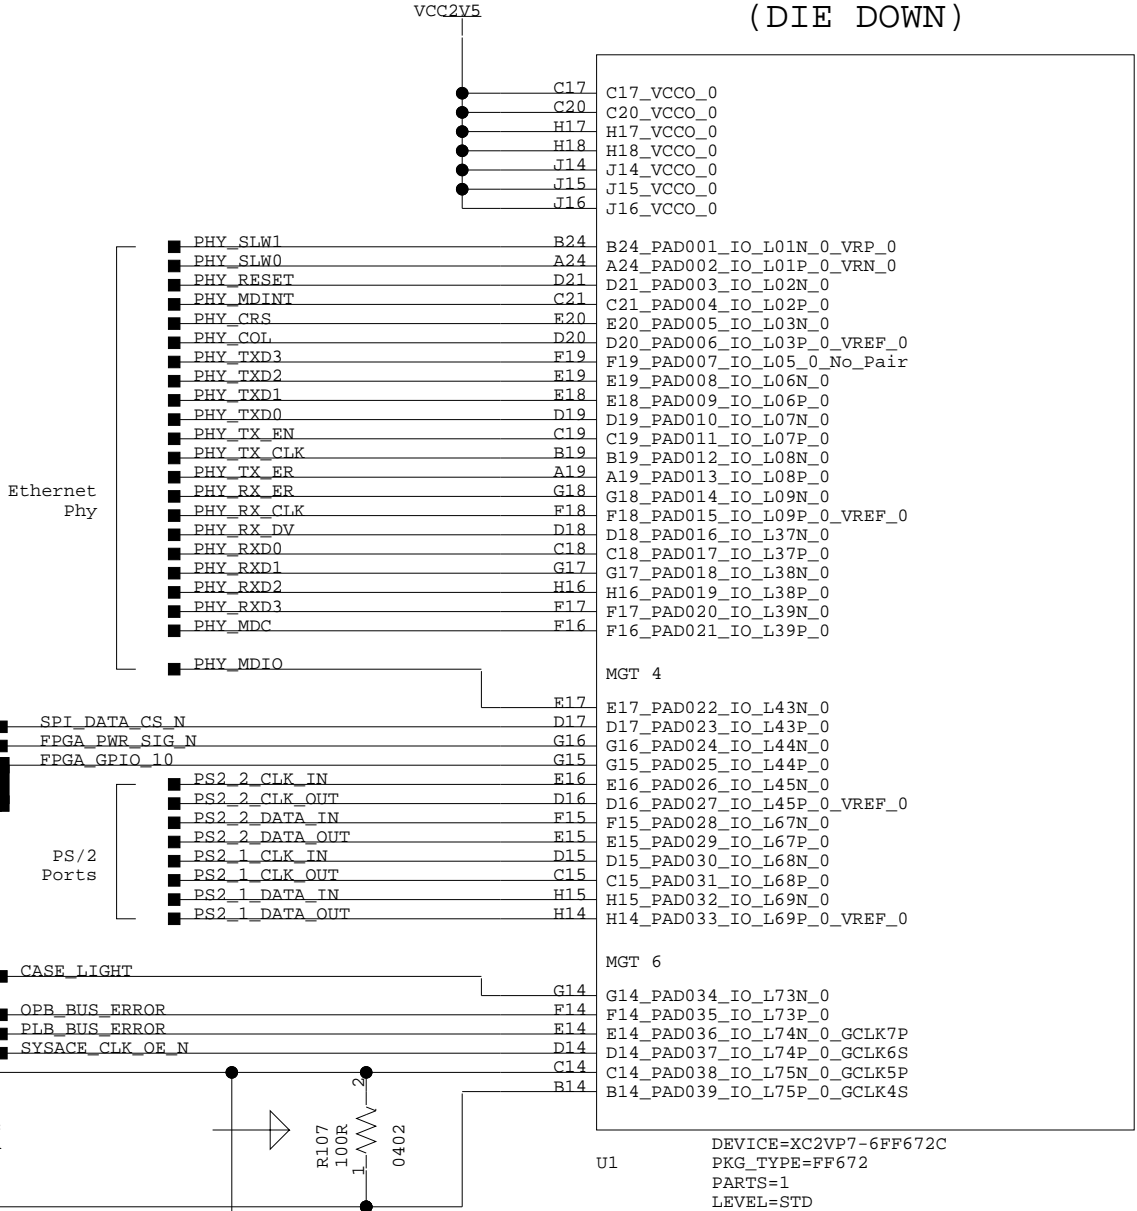 VCC2V5
(DIE DOWN)
C17 C17_VCCO_0
C20 C20_VCCO_0
H17 H17_VCCO_0
H18 H18_VCCO_0
J14 J14_VCCO_0
J15 J15_VCCO_0
J16 J16_VCCO_0
PHY_SLW1 B24 B24_PAD001_IO_L01N_0_VRP_0
PHY_SLW0 A24 A24_PAD002_IO_L01P_0_VRN_0
PHY_RESET D21 D21_PAD003_IO_L02N_0
PHY_MDINT C21 C21_PAD004_IO_L02P_0
PHY_CRS E20 E20_PAD005_IO_L03N_0
PHY_COL D20 D20_PAD006_IO_L03P_0_VREF_0
PHY_TXD3 F19 F19_PAD007_IO_L05_0_No_Pair
PHY_TXD2 E19 E19_PAD008_IO_L06N_0
PHY_TXD1 E18 E18_PAD009_IO_L06P_0
PHY_TXD0 D19 D19_PAD010_IO_L07N_0
PHY_TX_EN C19 C19_PAD011_IO_L07P_0
PHY_TX_CLK B19 B19_PAD012_IO_L08N_0
PHY_TX_ER A19 A19_PAD013_IO_L08P_0
Ethernet
Phy
PHY_RX_ER G18 G18_PAD014_IO_L09N_0
PHY_RX_CLK F18 F18_PAD015_IO_L09P_0_VREF_0
PHY_RX_DV D18 D18_PAD016_IO_L37N_0
PHY_RXD0 C18 C18_PAD017_IO_L37P_0
PHY_RXD1 G17 G17_PAD018_IO_L38N_0
PHY_RXD2 H16 H16_PAD019_IO_L38P_0
PHY_RXD3 F17 F17_PAD020_IO_L39N_0
PHY_MDC F16 F16_PAD021_IO_L39P_0
PHY_MDIO
MGT 4
E17 E17_PAD022_IO_L43N_0
SPI_DATA_CS_N D17 D17_PAD023_IO_L43P_0
FPGA_PWR_SIG_N G16 G16_PAD024_IO_L44N_0
FPGA_GPIO_10 G15 G15_PAD025_IO_L44P_0
PS2_2_CLK_IN E16 E16_PAD026_IO_L45N_0
PS2_2_CLK_OUT D16 D16_PAD027_IO_L45P_0_VREF_0
PS2_2_DATA_IN F15 F15_PAD028_IO_L67N_0
PS2_2_DATA_OUT E15 E15_PAD029_IO_L67P_0
PS/2
Ports
PS2_1_CLK_IN D15 D15_PAD030_IO_L68N_0
PS2_1_CLK_OUT C15 C15_PAD031_IO_L68P_0
PS2_1_DATA_IN H15 H15_PAD032_IO_L69N_0
PS2_1_DATA_OUT H14 H14_PAD033_IO_L69P_0_VREF_0
MGT 6
CASE_LIGHT G14 G14_PAD034_IO_L73N_0
OPB_BUS_ERROR F14 F14_PAD035_IO_L73P_0
PLB_BUS_ERROR E14 E14_PAD036_IO_L74N_0_GCLK7P
SYSACE_CLK_OE_N D14 D14_PAD037_IO_L74P_0_GCLK6S
C14 C14_PAD038_IO_L75N_0_GCLK5P
B14 B14_PAD039_IO_L75P_0_GCLK4S
2
R107
100R
1
0402
U1
DEVICE=XC2VP7-6FF672C
PKG_TYPE=FF672
PARTS=1
LEVEL=STD